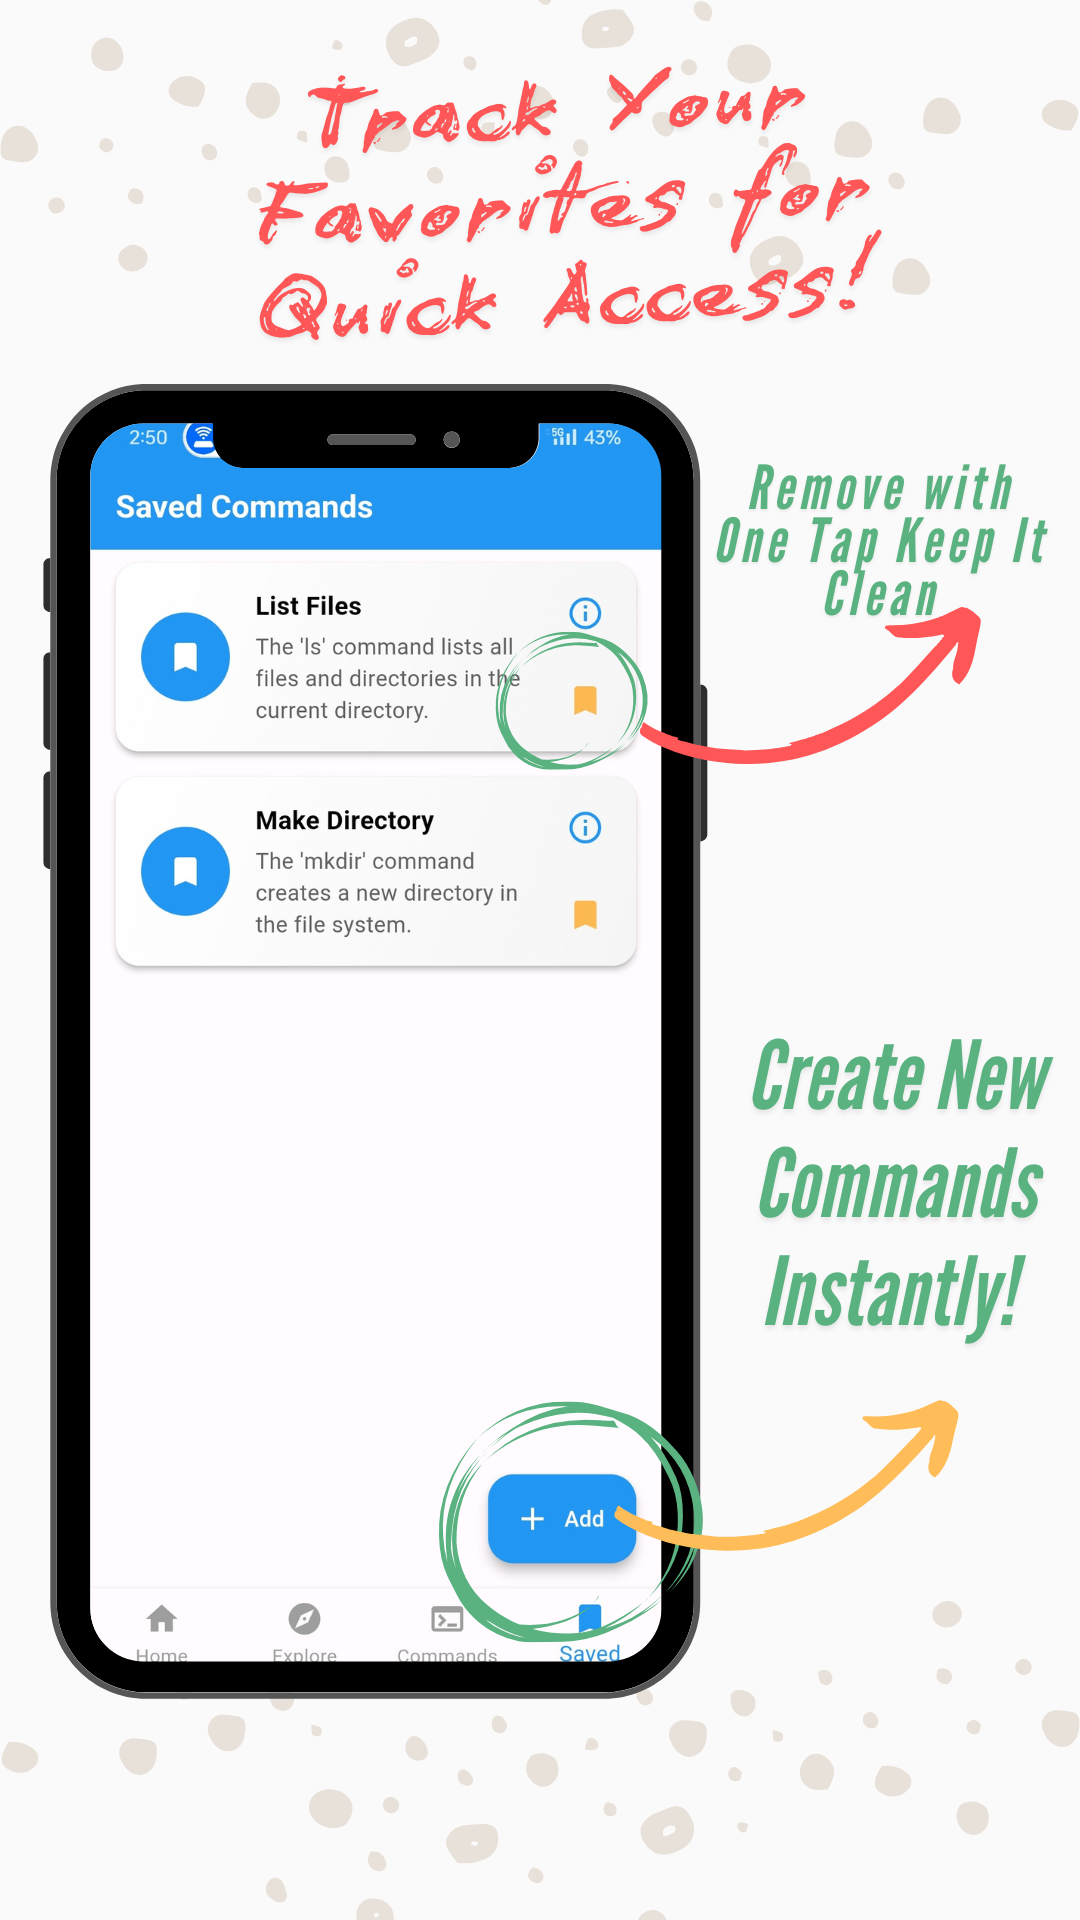 Track Your
Favorites for
Quick Access!
2:50
5G
43%
Saved Commands
Remove with
One Tap Keep It
Clean
List Files
The 'ls' command lists all
files and directories in the
current directory.
Make Directory
The 'mkdir' command
creates a new directory in
the file system.
Create New
Commands
Instantly!
Add
Home
Explore
Commands
Saved